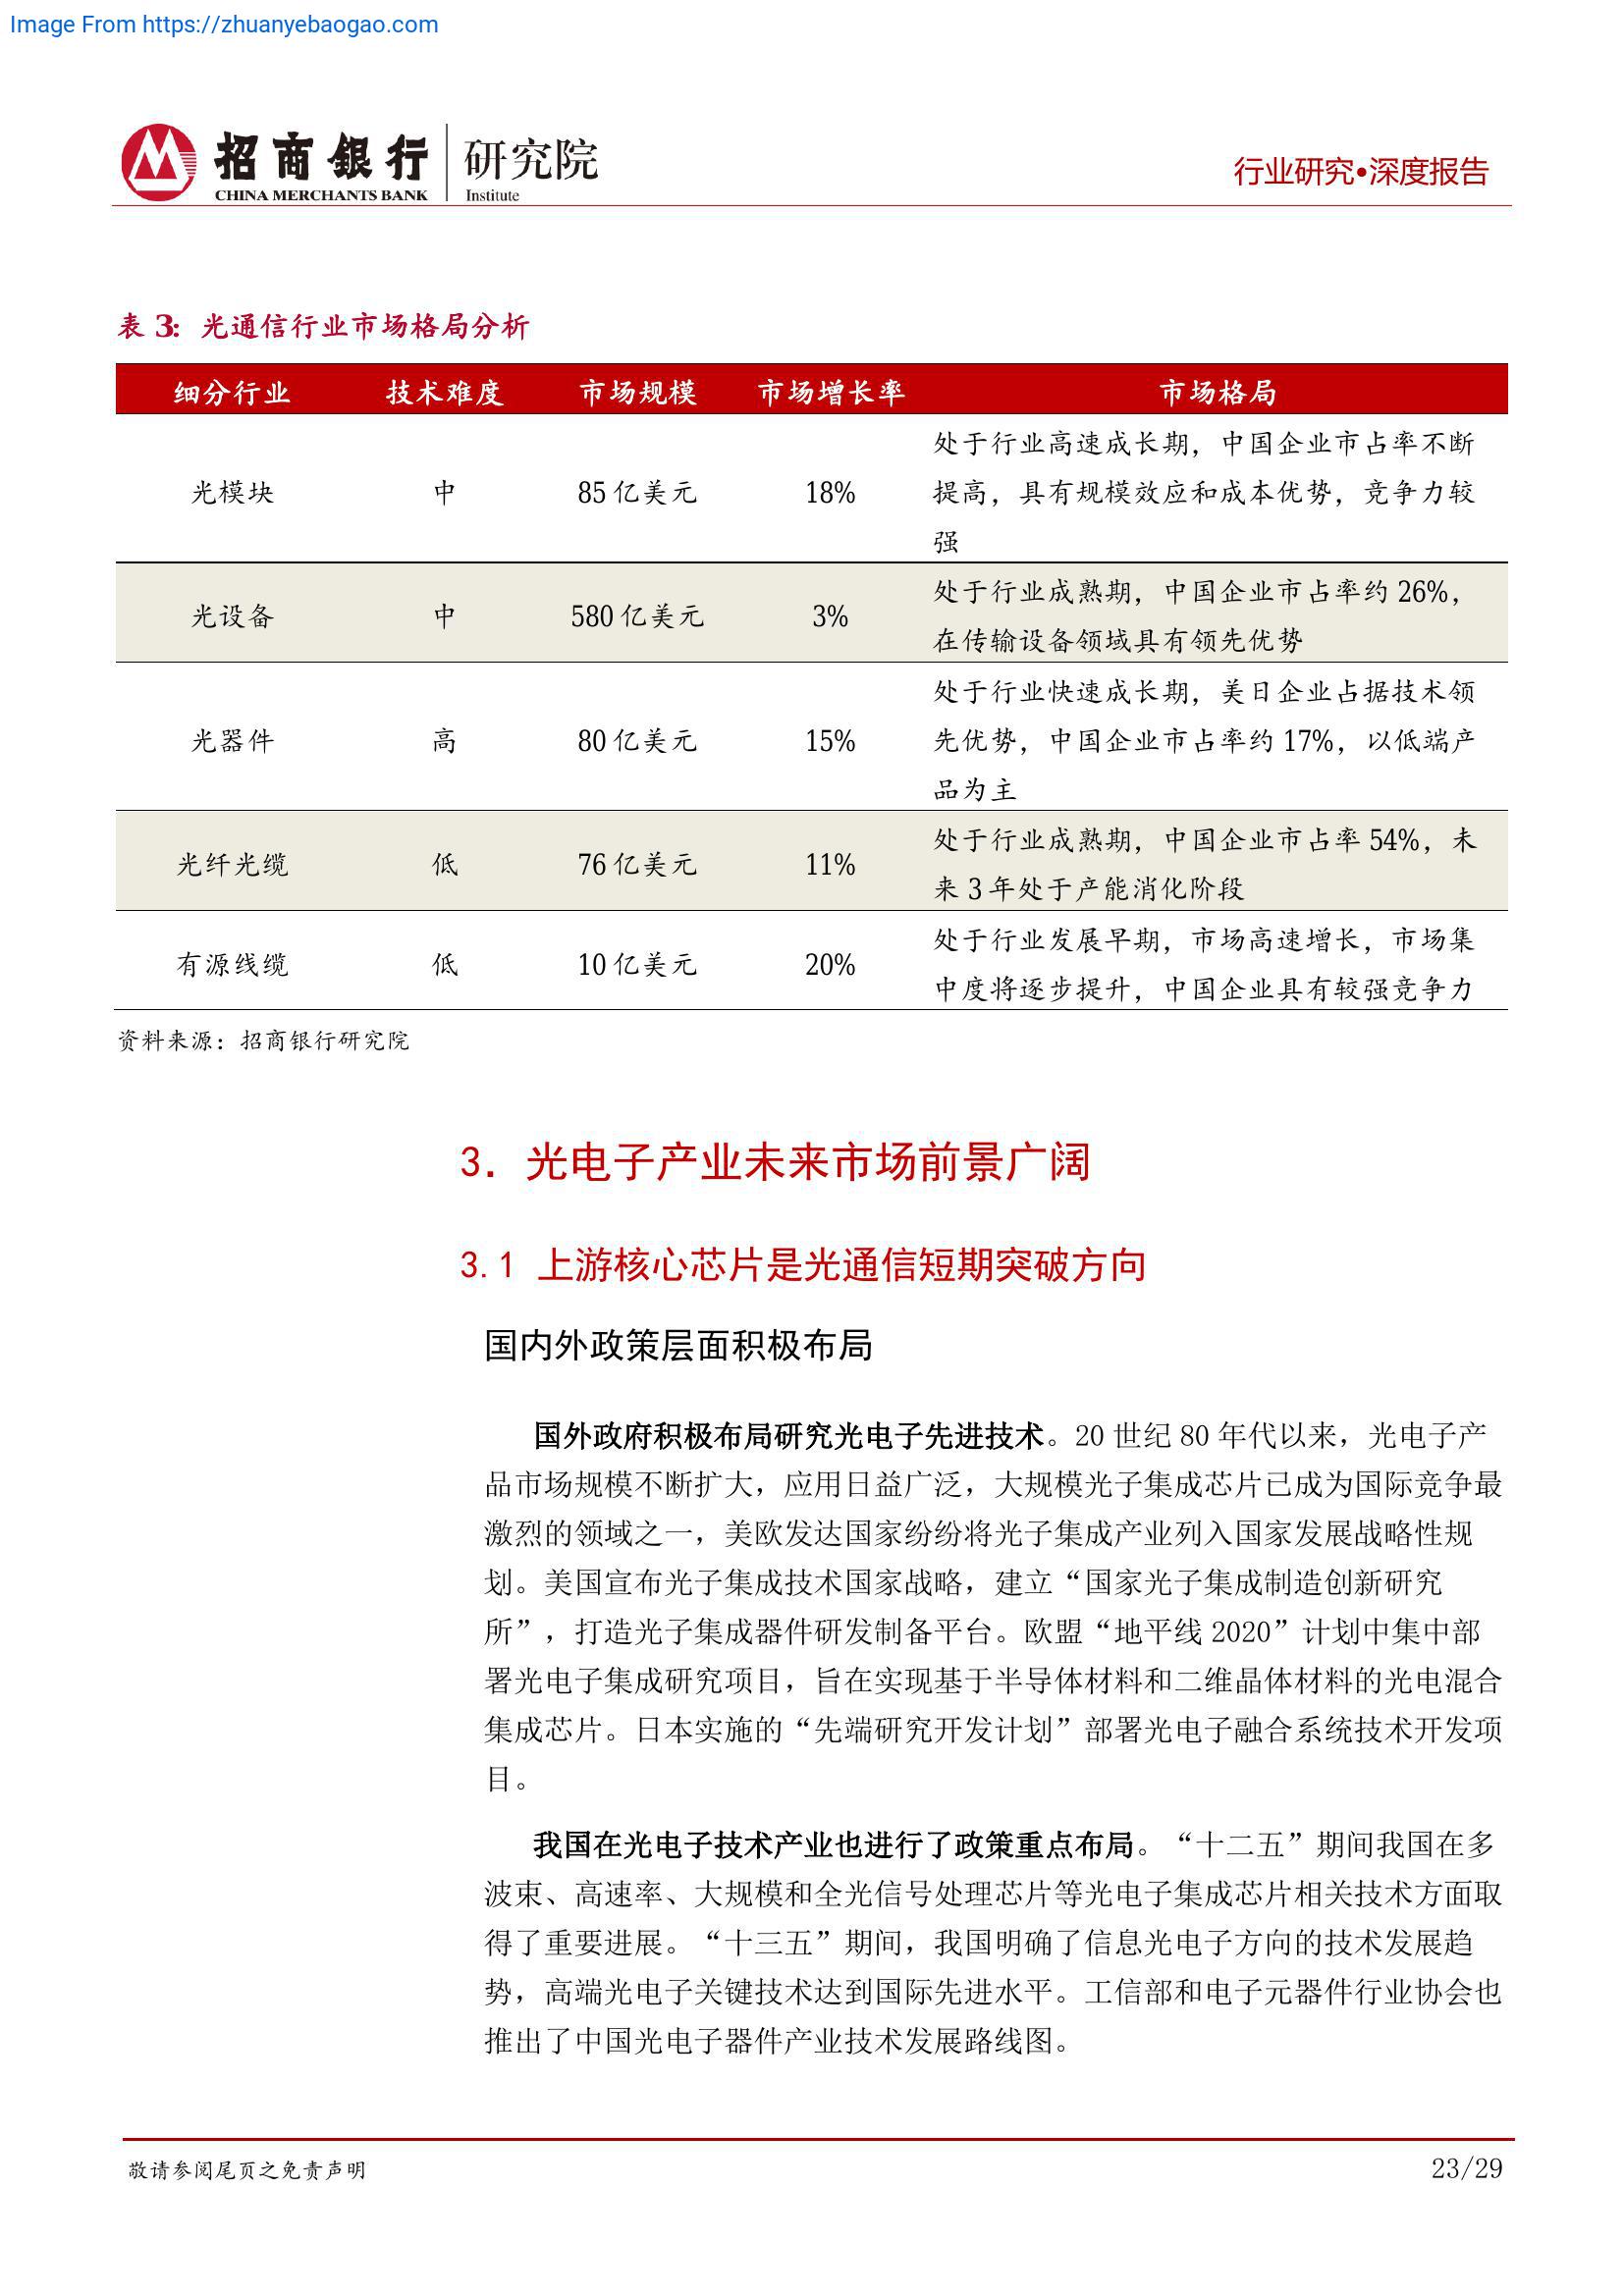 Image From https://zhuanyebaogao.com
招商银行 研究院
CHINA MERCHANTS BANK Institute
行业研究•深度报告
表 3：光通信行业市场格局分析
细分行业 技术难度 市场规模 市场增长率 市场格局
光模块 中 85 亿美元 18% 处于行业高速成长期，中国企业市占率不断
提高，具有规模效应和成本优势，竞争力较
强
光设备 中 580 亿美元 3% 处于行业成熟期，中国企业市占率约 26%，
在传输设备领域具有领先优势
光器件 高 80 亿美元 15% 处于行业快速成长期，美日企业占据技术领
先优势，中国企业市占率约 17%，以低端产
品为主
光纤光缆 低 76 亿美元 11% 处于行业成熟期，中国企业市占率 54%，未
来 3 年处于产能消化阶段
有源线缆 低 10 亿美元 20% 处于行业发展早期，市场高速增长，市场集
中度将逐步提升，中国企业具有较强竞争力
资料来源：招商银行研究院
3. 光电子产业未来市场前景广阔
3.1 上游核心芯片是光通信短期突破方向
国内外政策层面积极布局
国外政府积极布局研究光电子先进技术。20 世纪 80 年代以来，光电子产
品市场规模不断扩大，应用日益广泛，大规模光子集成芯片已成为国际竞争最
激烈的领域之一，美欧发达国家纷纷将光子集成产业列入国家发展战略性规
划。美国宣布光子集成技术国家战略，建立“国家光子集成制造创新研究
所”，打造光子集成器件研发制备平台。欧盟“地平线 2020”计划中集中部
署光电子集成研究项目，旨在实现基于半导体材料和二维晶体材料的光电混合
集成芯片。日本实施的“先端研究开发计划”部署光电子融合系统技术开发项
目。
我国在光电子技术产业也进行了政策重点布局。“十二五”期间我国在多
波束、高速率、大规模和全光信号处理芯片等光电子集成芯片相关技术方面取
得了重要进展。“十三五”期间，我国明确了信息光电子方向的技术发展趋
势，高端光电子关键技术达到国际先进水平。工信部和电子元器件行业协会也
推出了中国光电子器件产业技术发展路线图。
敬请参阅尾页之免责声明
23/29